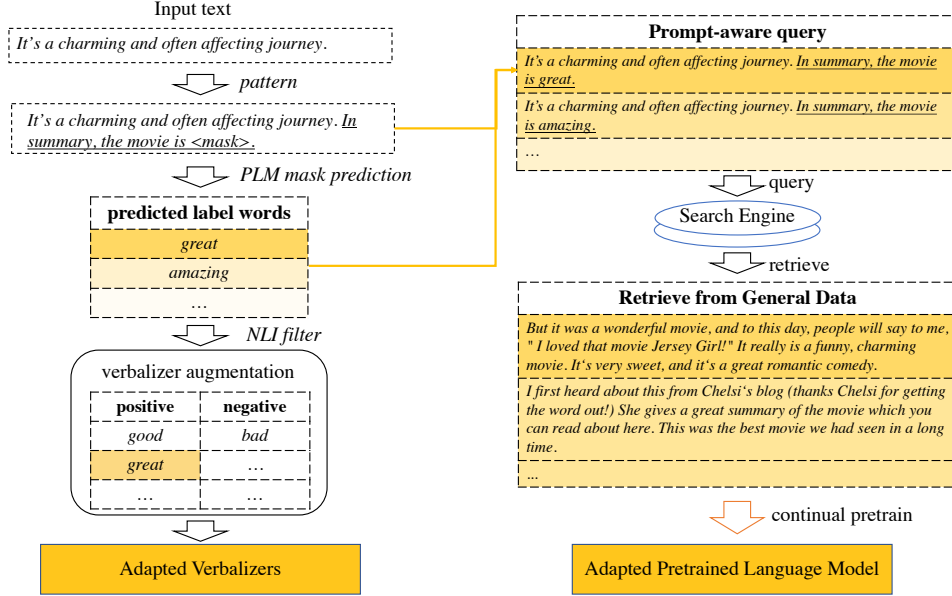 Input text
It's a charming and often affecting journey.
pattern
It's a charming and often affecting journey. In
summary, the movie is <mask>.
PLM mask prediction
predicted label words
great
amazing
...
NLI filter
verbalizer augmentation
positive negative
good bad
great ...
... ...
Adapted Verbalizers
Prompt-aware query
It's a charming and often affecting journey. In summary, the movie
is great.
It's a charming and often affecting journey. In summary, the movie
is amazing.
...
query
Search Engine
retrieve
Retrieve from General Data
But it was a wonderful movie, and to this day, people will say to me,
" I loved that movie Jersey Girl!" It really is a funny, charming
movie. It's very sweet, and it's a great romantic comedy.
I first heard about this from Chelsi's blog (thanks Chelsi for getting
the word out!) She gives a great summary of the movie which you
can read about here. This was the best movie we had seen in a long
time.
...
continual pretrain
Adapted Pretrained Language Model